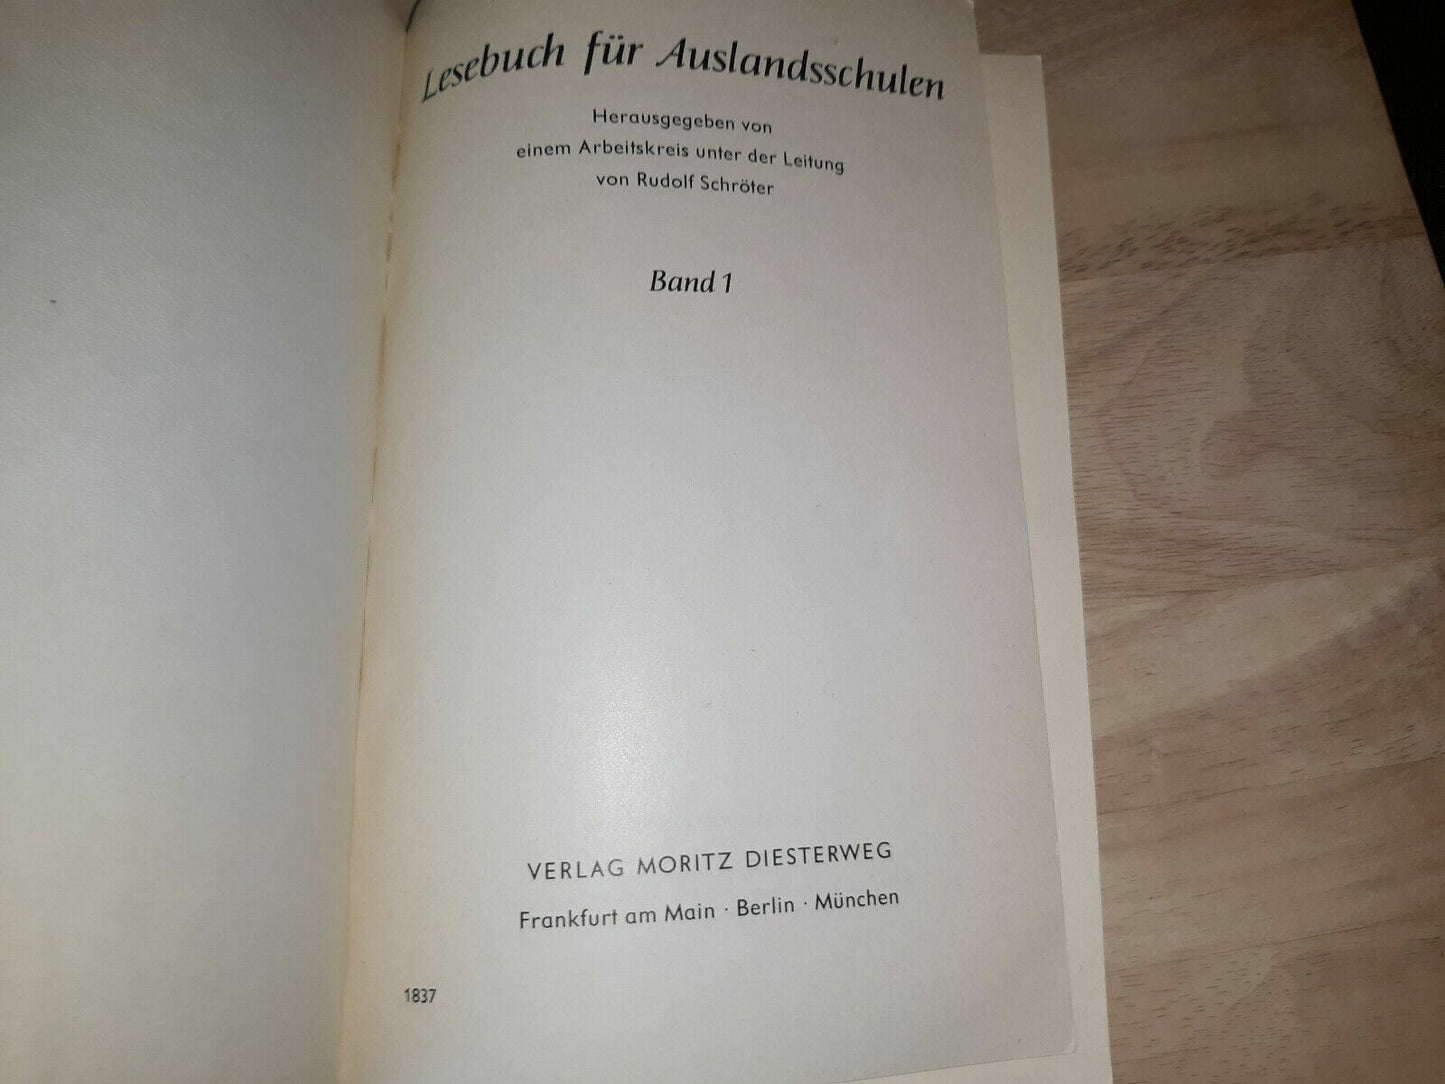 Lesebuch für Auslandsschulen
Herausgegeben von
einem Arbeitskreis unter der Leitung
von Rudolf Schröter
Band 1
VERLAG MORITZ DIESTERWEG
Frankfurt am Main · Berlin · München
1837